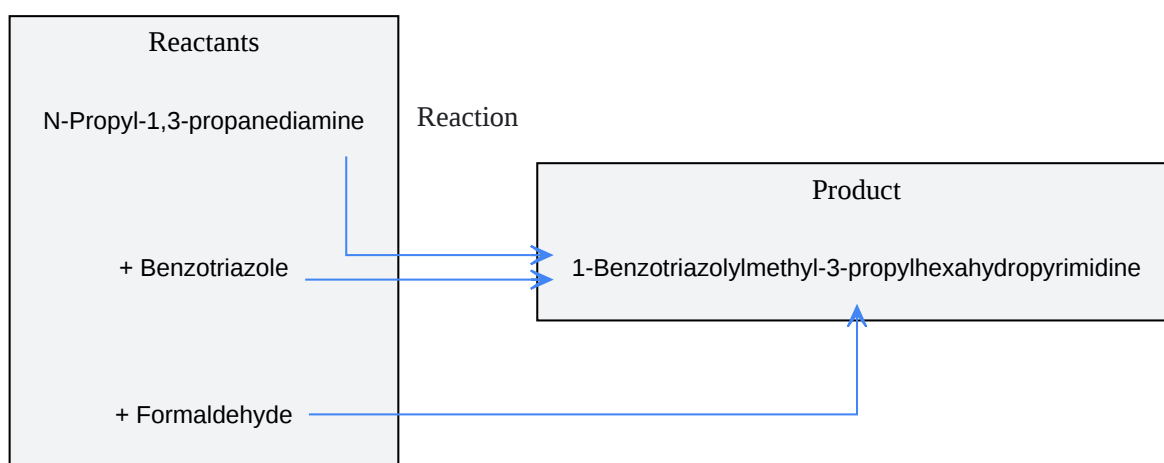 Reactants
N-Propyl-1,3-propanediamine
Reaction
Product
+ Benzotriazole
1-Benzotriazolylmethyl-3-propylhexahydropyrimidine
+ Formaldehyde